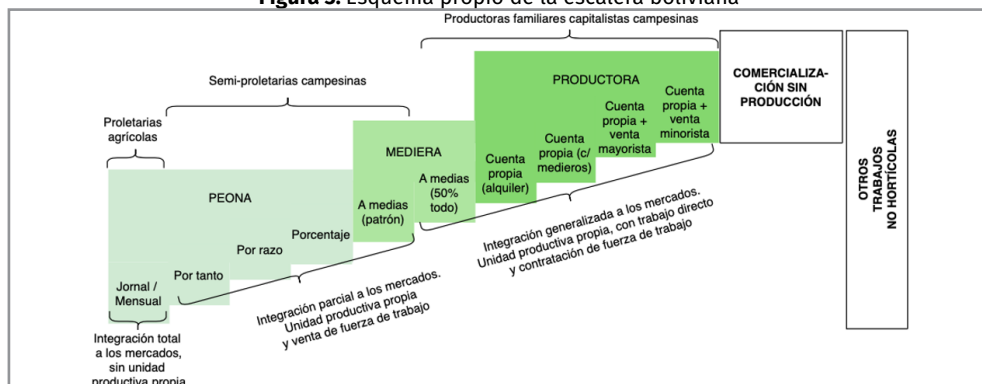 Figura 3. Esquema propio de la escalera boliviana
Productoras familiares capitalistas campesinas
Semi-proletarias campesinas
Proletarias
agrícolas
PEONA
Jornal /
Mensual
Por tanto
Por razo
Porcentaje
MEDIERA
A medias
(patrón)
A medias
(50%
todo)
PRODUCTORA
Cuenta
propia
(alquiler)
Cuenta
propia (c/
medieros)
Cuenta
propia +
venta
mayorista
Cuenta
propia +
venta
minorista
COMERCIALIZA-
CIÓN SIN
PRODUCCIÓN
OTROS
TRABAJOS
NO HORTÍCOLAS
Integración total
a los mercados,
sin unidad
productiva propia
Integración parcial a los mercados.
Unidad productiva propia
y venta de fuerza de trabajo
Integración generalizada a los mercados.
Unidad productiva propia, con trabajo directo
y contratación de fuerza de trabajo